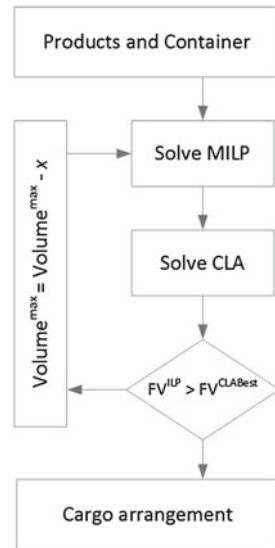 Products and Container
Solve MILP
Solve CLA
Volume^max = Volume^max - x
FV^ILP > FV^CLABest
Cargo arrangement